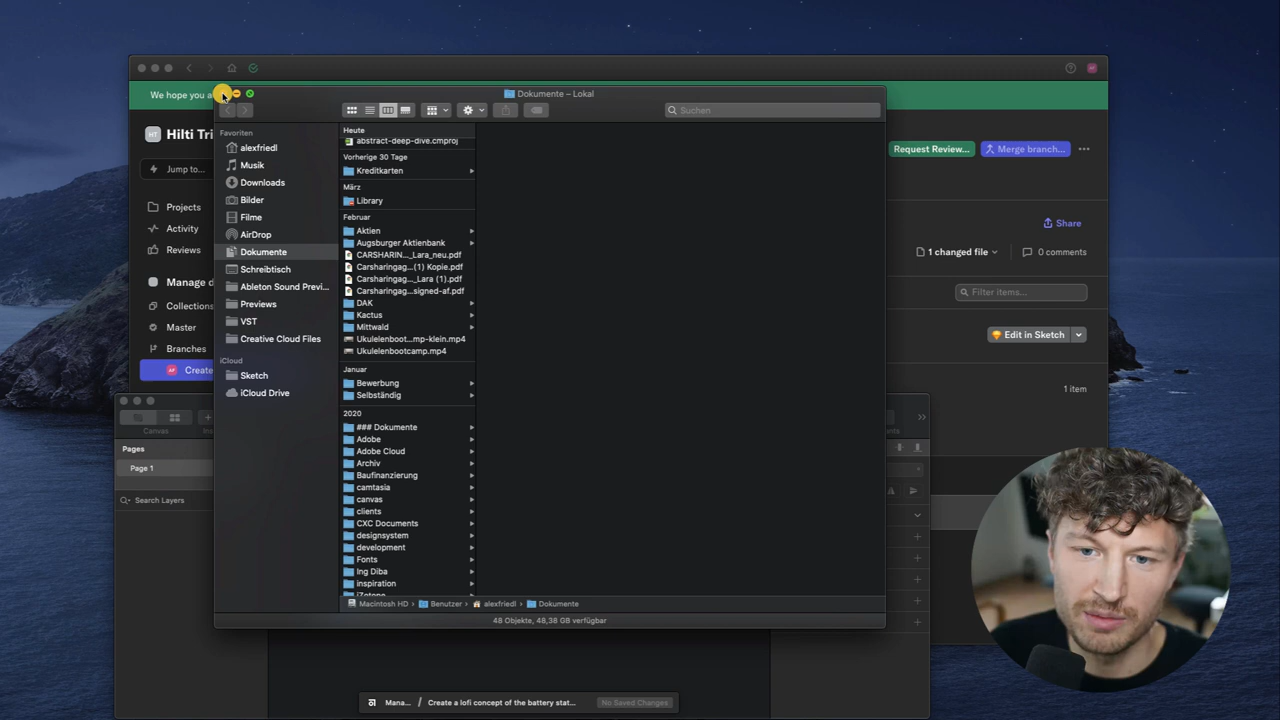 We hope you a
Dokumente – Lokal
Suchen
Hilti Tri
Jump to...
Projects
Activity
Reviews
Manage d
Collections
Master
Branches
Create
Favoriten
alexfriedl
Musik
Downloads
Bilder
Filme
AirDrop
Dokumente
Schreibtisch
Ableton Sound Previ...
Previews
VST
Creative Cloud Files
iCloud
Sketch
iCloud Drive
Heute
abstract-deep-dive.cmproj
Vorherige 30 Tage
Kreditkarten
März
Library
Februar
Aktien
Augsburger Aktienbank
CARSHARIN..._Lara_neu.pdf
Carsharingag...(1) Kopie.pdf
Carsharingag..._Lara (1).pdf
Carsharingag...signed-af.pdf
DAK
Kactus
Mittwald
Ukulelenboot...mp-klein.mp4
Ukulelenbootcamp.mp4
Januar
Bewerbung
Selbständig
2020
### Dokumente
Adobe
Adobe Cloud
Archiv
Baufinanzierung
camtasia
canvas
clients
CXC Documents
designsystem
development
Fonts
Ing Diba
inspiration
Macintosh HD › Benutzer › alexfriedl › Dokumente
48 Objekte, 48,38 GB verfügbar
Request Review...
Merge branch...
Share
1 changed file
0 comments
Filter items...
Edit in Sketch
1 item
Canvas
Pages
Page 1
Search Layers
Mana... / Create a lofi concept of the battery stat...
No Saved Changes